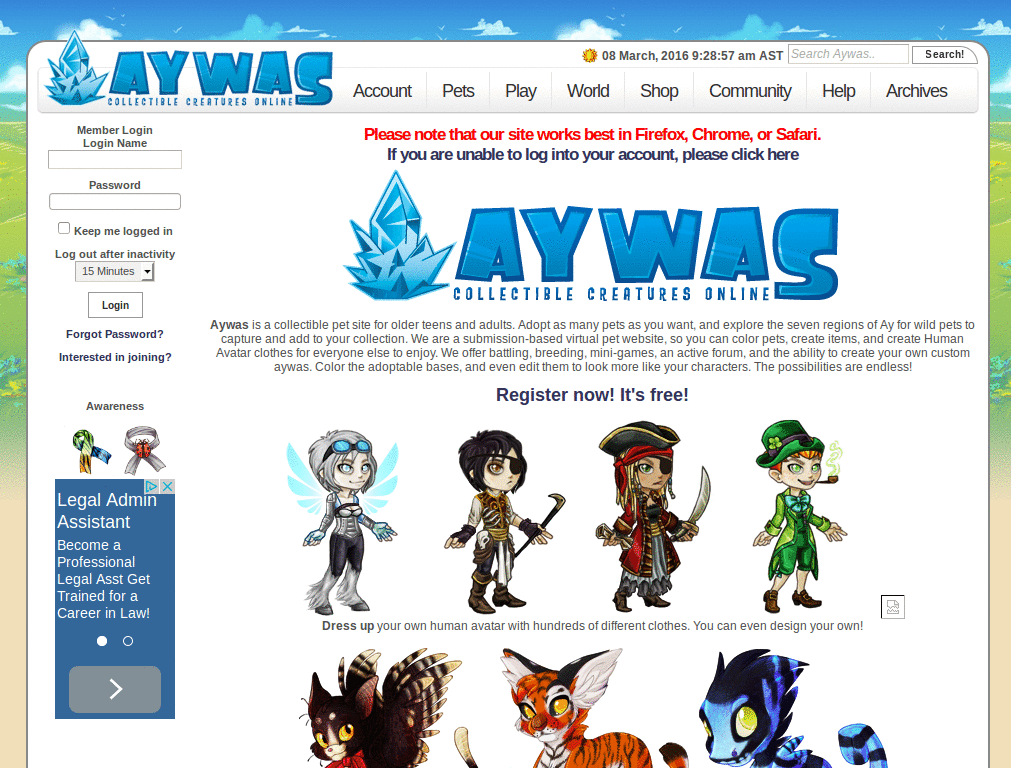 AYWAS
COLLECTIBLE CREATURES ONLINE
08 March, 2016 9:28:57 am AST
Search Aywas..
Search!
Account
Pets
Play
World
Shop
Community
Help
Archives
Member Login
Login Name
Password
Keep me logged in
Log out after inactivity
15 Minutes
Login
Forgot Password?
Interested in joining?
Awareness
Legal Admin
Assistant
Become a
Professional
Legal Asst Get
Trained for a
Career in Law!
Please note that our site works best in Firefox, Chrome, or Safari.
If you are unable to log into your account, please click here
AYWAS
COLLECTIBLE CREATURES ONLINE
Aywas is a collectible pet site for older teens and adults. Adopt as many pets as you want, and explore the seven regions of Ay for wild pets to
capture and add to your collection. We are a submission-based virtual pet website, so you can color pets, create items, and create Human
Avatar clothes for everyone else to enjoy. We offer battling, breeding, mini-games, an active forum, and the ability to create your own custom
aywas. Color the adoptable bases, and even edit them to look more like your characters. The possibilities are endless!
Register now! It's free!
Dress up your own human avatar with hundreds of different clothes. You can even design your own!